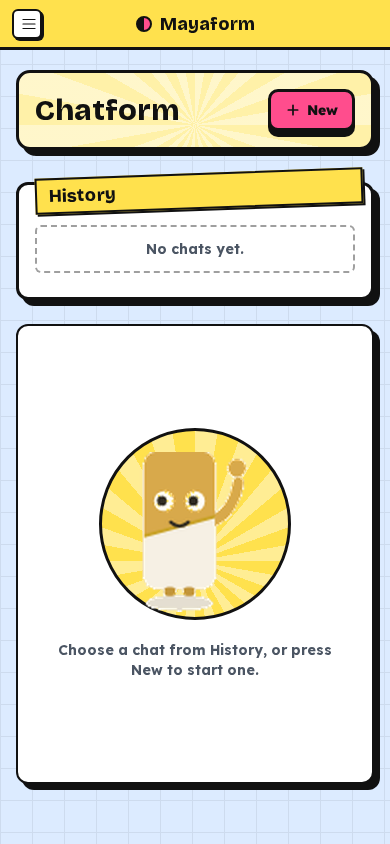 Mayaform
Chatform
New
History
No chats yet.
Choose a chat from History, or press
New to start one.